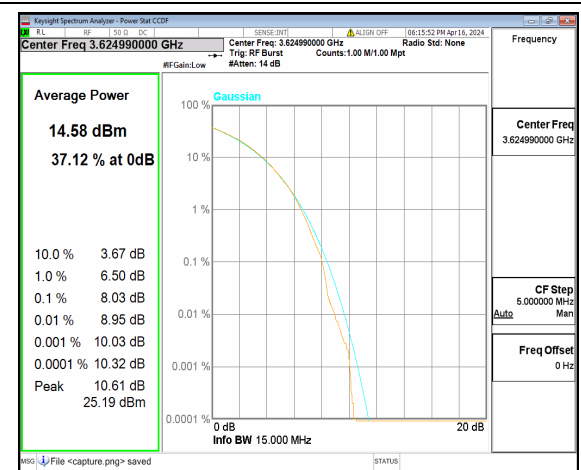 Keysight Spectrum Analyzer - Power Stat CCDF
RL RF 50 Ω DC SENSE:INT ALIGN OFF 06:15:52 PM Apr 16, 2024
Center Freq 3.624990000 GHz
Center Freq: 3.624990000 GHz Radio Std: None
Trig: RF Burst Counts:1.00 M/1.00 Mpt
#IFGain:Low #Atten: 14 dB
Frequency
Average Power
14.58 dBm
37.12 % at 0dB
10.0 % 3.67 dB
1.0 % 6.50 dB
0.1 % 8.03 dB
0.01 % 8.95 dB
0.001 % 10.03 dB
0.0001 % 10.32 dB
Peak 10.61 dB
25.19 dBm
Gaussian
100 %
10 %
1 %
0.1 %
0.01 %
0.001 %
0.0001 %
0 dB 20 dB
Info BW 15.000 MHz
Center Freq
3.624990000 GHz
CF Step
5.000000 MHz
Auto Man
Freq Offset
0 Hz
MSG File <capture.png> saved STATUS